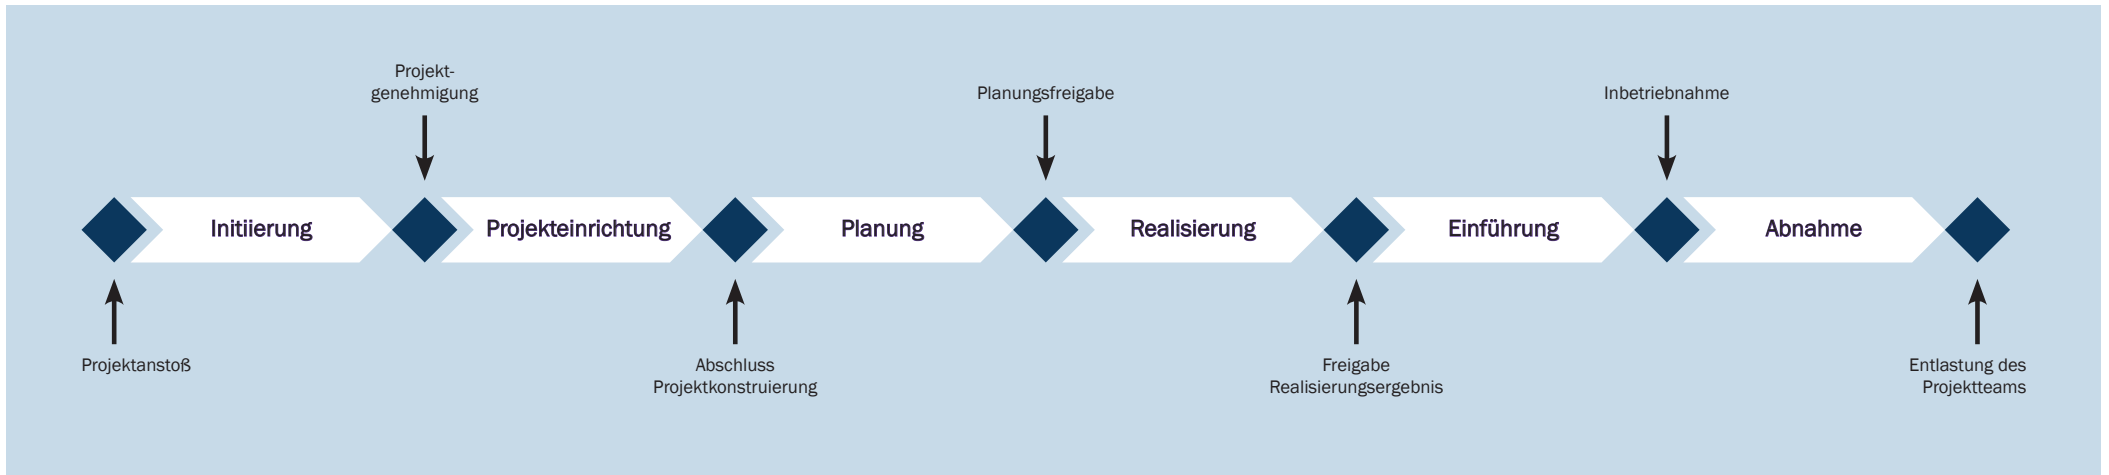 Projekt-
genehmigung
Planungsfreigabe
Inbetriebnahme
Initiierung
Projekteinrichtung
Planung
Realisierung
Einführung
Abnahme
Projektanstoß
Abschluss
Projektkonstruierung
Freigabe
Realisierungsergebnis
Entlastung des
Projektteams